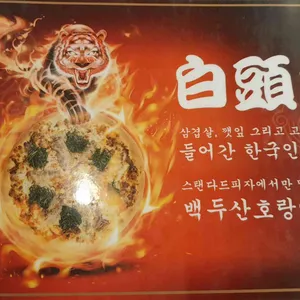 白頭
삼겹살, 깻잎 그리고 고
들어간 한국인
스탠다드피자에서만
백두산호랑